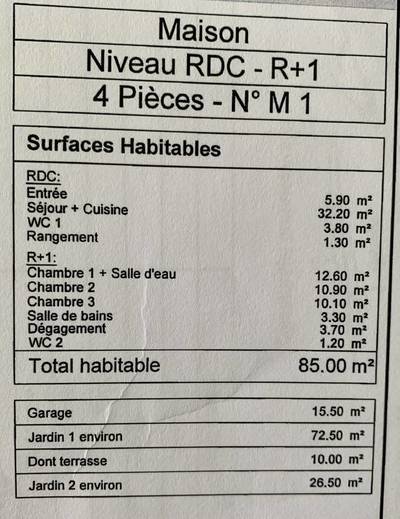 Maison
Niveau RDC - R+1
4 Pièces - N° M 1
Surfaces Habitables
RDC:
Entrée 5.90 m²
Séjour + Cuisine 32.20 m²
WC 1 3.80 m²
Rangement 1.30 m²
R+1:
Chambre 1 + Salle d'eau 12.60 m²
Chambre 2 10.90 m²
Chambre 3 10.10 m²
Salle de bains 3.30 m²
Dégagement 3.70 m²
WC 2 1.20 m²
Total habitable 85.00 m²
Garage 15.50 m²
Jardin 1 environ 72.50 m²
Dont terrasse 10.00 m²
Jardin 2 environ 26.50 m²